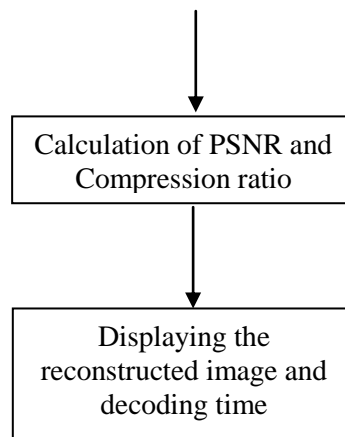 Calculation of PSNR and
Compression ratio
Displaying the
reconstructed image and
decoding time